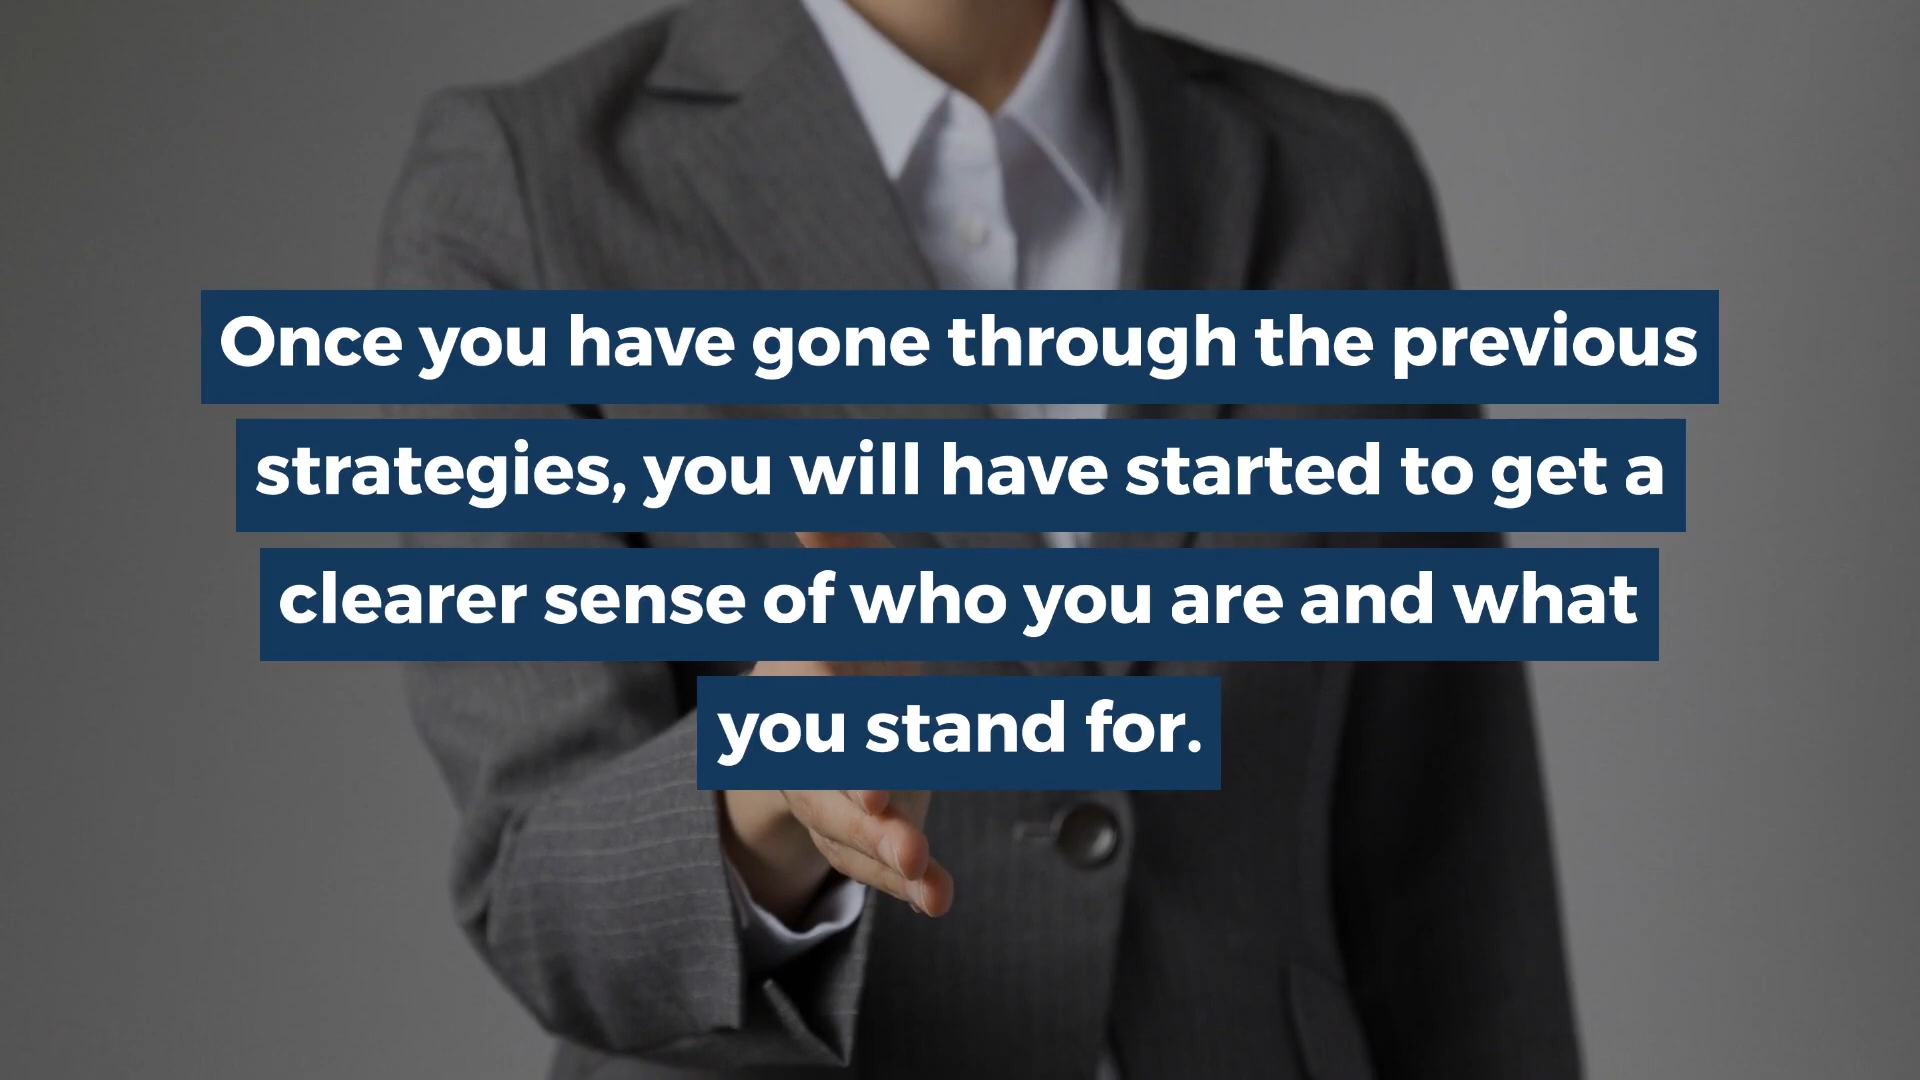 Once you have gone through the previous
strategies, you will have started to get a
clearer sense of who you are and what
you stand for.